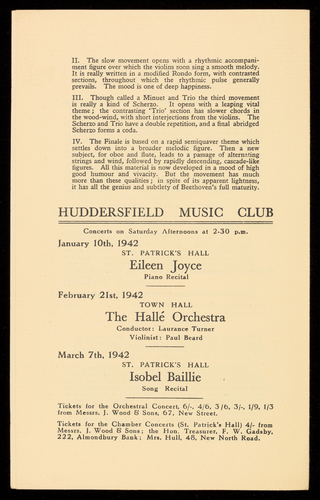 II. The slow movement opens with a rhythmic accompani-
ment figure over which the violins soon sing a smooth melody.
It is really written in a modified Rondo form, with contrasted
sections, throughout which the rhythmic pulse generally
prevails. The mood is one of deep happiness.
III. Though called a Minuet and Trio the third movement
is really a kind of Scherzo. It opens with a leaping vital
theme; the contrasting 'Trio' section has slower chords in
the wood-wind, with short interjections from the violins. The
Scherzo and Trio have a double repetition, and a final abridged
Scherzo forms a coda.
IV. The Finale is based on a rapid semiquaver theme which
settles down into a broader melodic figure. Then a new
subject, for oboe and flute, leads to a passage of alternating
strings and wind, followed by rapidly descending, cascade-like
figures. All this material is now developed in a mood of high
good humour and vivacity. But the movement has much
more than these qualities; in spite of its apparent lightness,
it has all the genius and subtlety of Beethoven's full maturity.
HUDDERSFIELD MUSIC CLUB
Concerts on Saturday Afternoons at 2-30 p.m.
January 10th, 1942
ST. PATRICK'S HALL
Eileen Joyce
Piano Recital
February 21st, 1942
TOWN HALL
The Hallé Orchestra
Conductor: Laurance Turner
Violinist: Paul Beard
March 7th, 1942
ST. PATRICK'S HALL
Isobel Baillie
Song Recital
Tickets for the Orchestral Concert, 6/-, 4/6, 3/6, 3/-, 1/9, 1/3
from Messrs. J. Wood & Sons, 67, New Street.
Tickets for the Chamber Concerts (St. Patrick's Hall) 4/- from
Messrs. J. Wood & Sons; the Hon. Treasurer, F. W. Gadsby,
222, Almondbury Bank; Mrs. Hull, 48, New North Road.